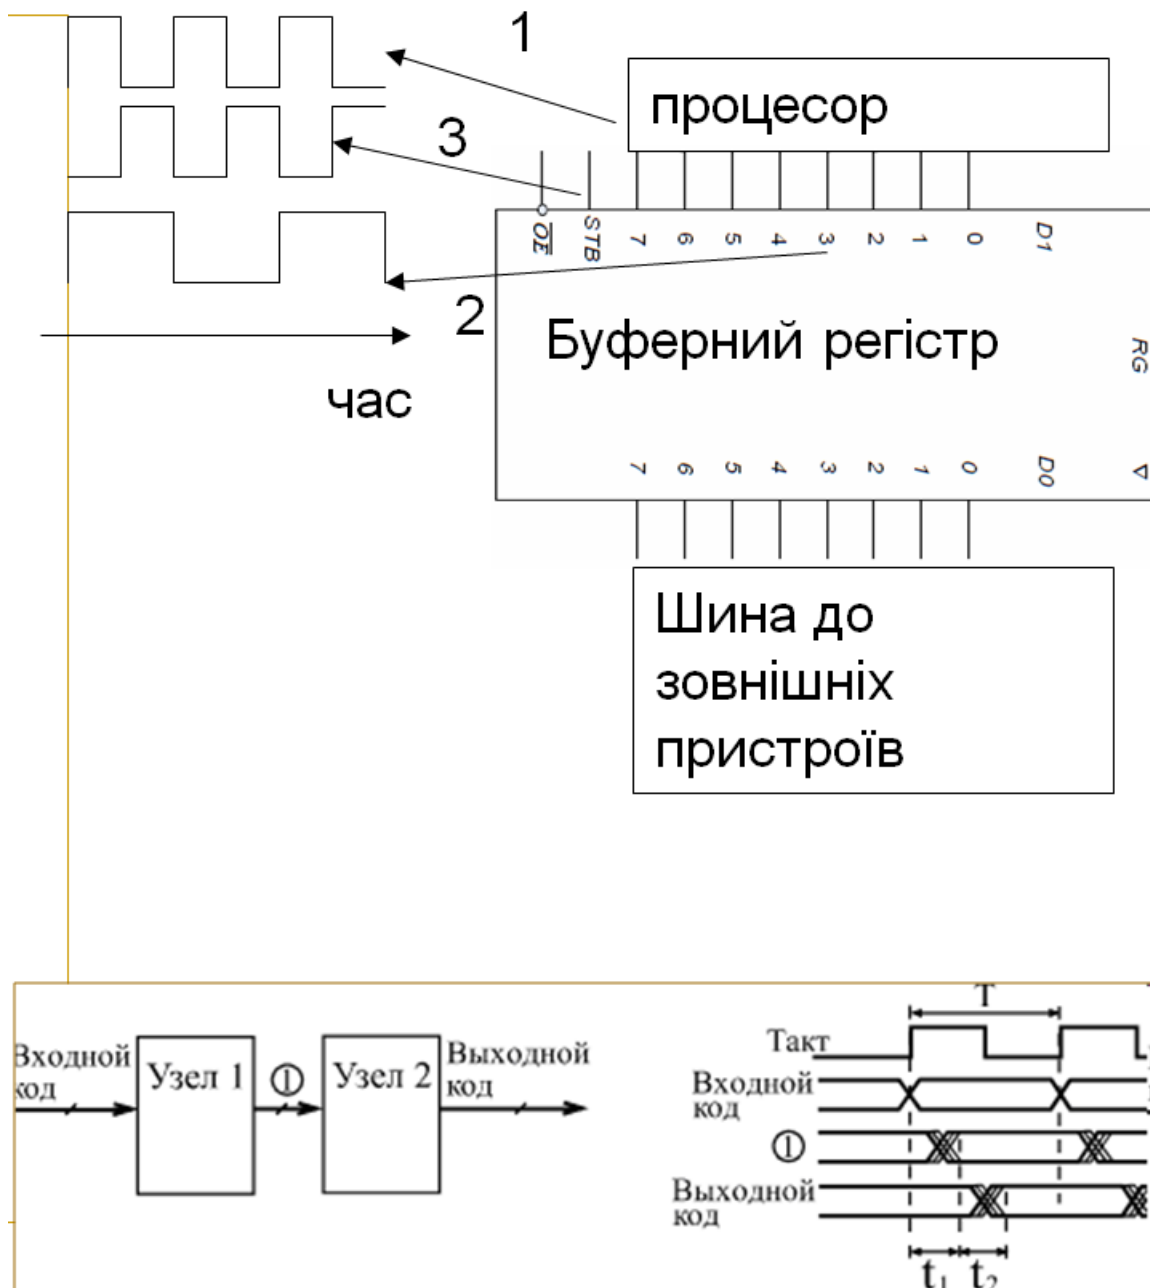 1
процесор
3
OE STB 7 6 5 4 3 2 1 0 D1
2
Буферний регістр
RG
час
7 6 5 4 3 2 1 0 D0
Шина до
зовнішніх
пристроїв
Входной
код
Узел 1
①
Узел 2
Выходной
код
T
Такт
Входной
код
①
Выходной
код
t₁ t₂